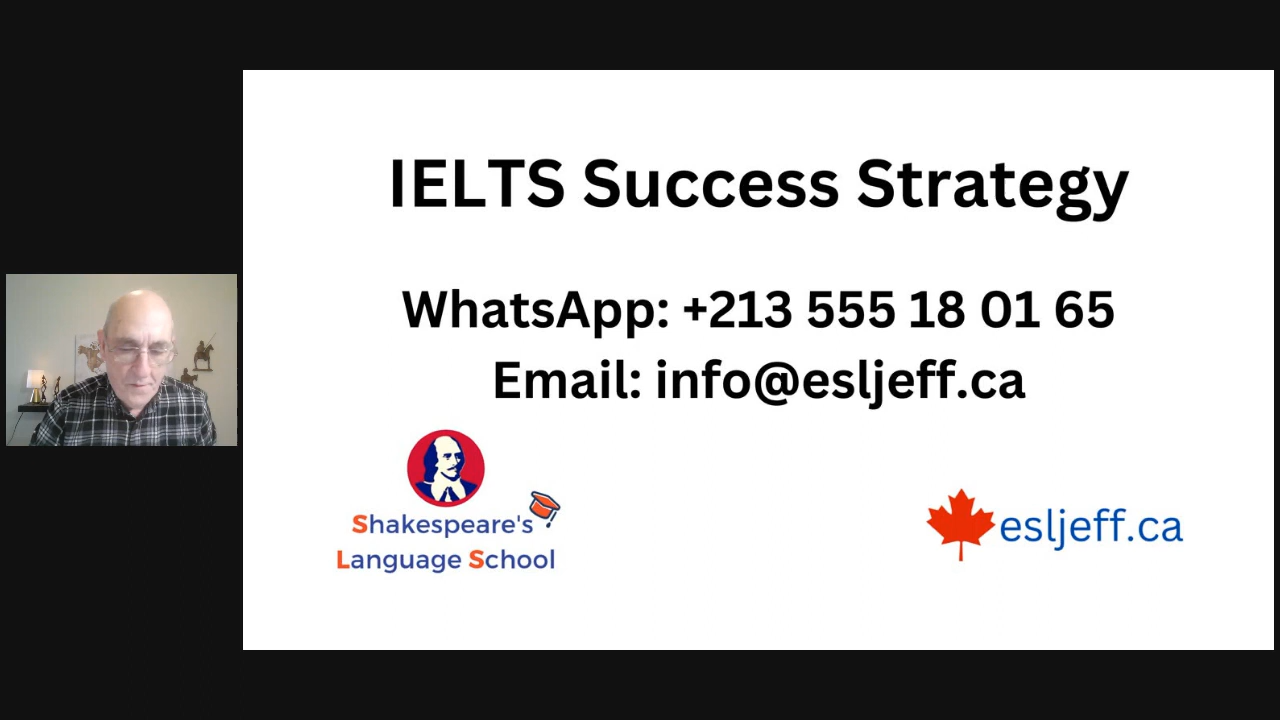 IELTS Success Strategy
WhatsApp: +213 555 18 01 65
Email: info@esljeff.ca
Shakespeare's
Language School
esljeff.ca